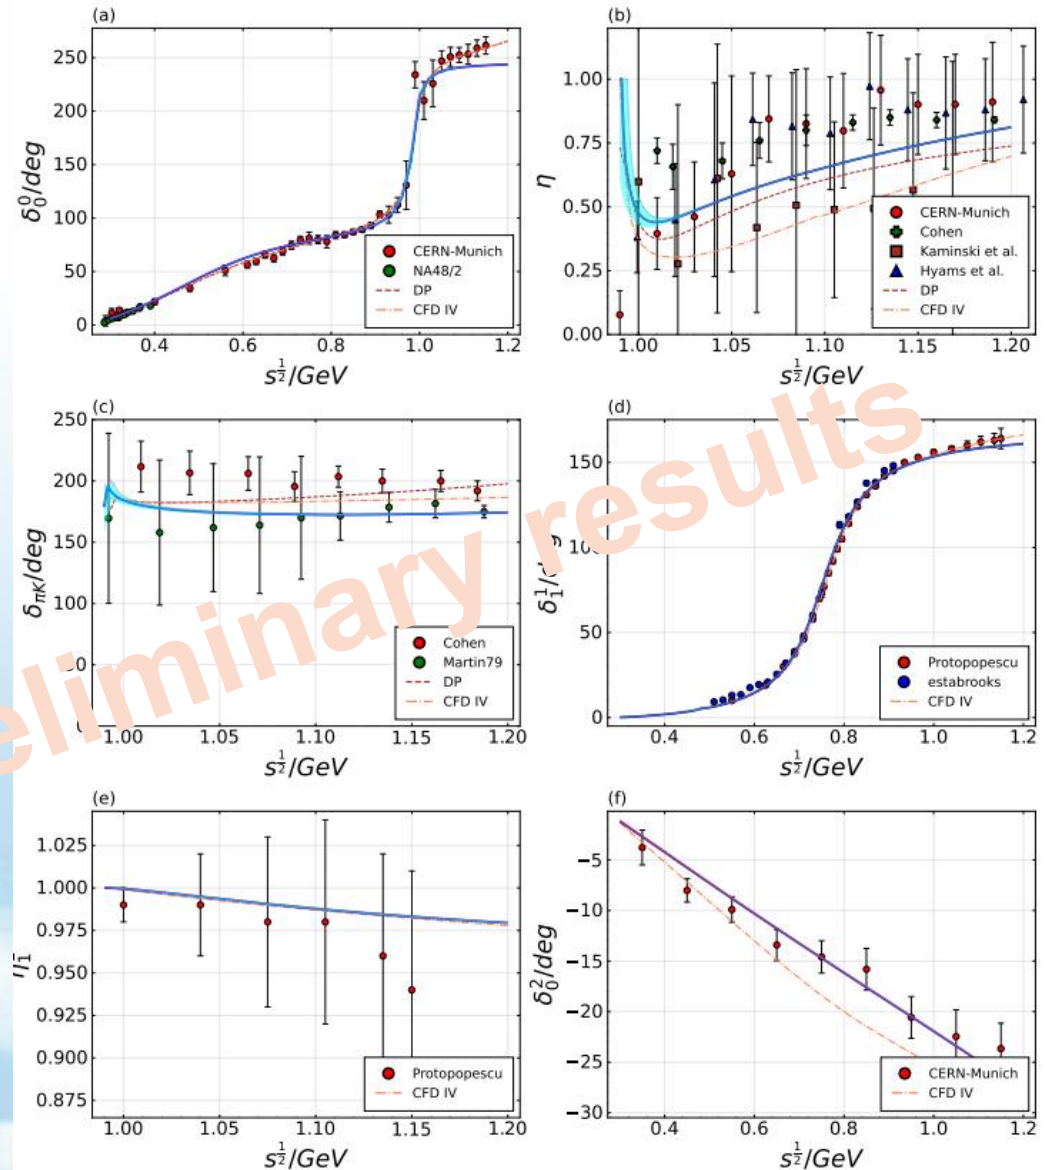 (a)
250
200
150
100
50
0
δ₀⁰/deg
CERN-Munich
NA48/2
DP
CFD IV
0.4 0.6 0.8 1.0 1.2
s^½/GeV
(b)
1.00
0.75
0.50
0.25
0.00
η
CERN-Munich
Cohen
Kaminski et al.
Hyams et al.
DP
CFD IV
1.00 1.05 1.10 1.15 1.20
s^½/GeV
(c)
250
200
150
100
δπK/deg
Cohen
Martin79
DP
CFD IV
1.00 1.05 1.10 1.15 1.20
s^½/GeV
(d)
150
50
0
Protopopescu
estabrooks
CFD IV
0.4 0.6 0.8 1.0 1.2
s^½/GeV
eliminary results
(e)
1.025
1.000
0.975
0.950
0.925
0.900
0.875
Protopopescu
CFD IV
1.00 1.05 1.10 1.15 1.20
s^½/GeV
(f)
−5
−10
−15
−20
−25
−30
δ₀²/deg
CERN-Munich
CFD IV
0.4 0.6 0.8 1.0 1.2
s^½/GeV